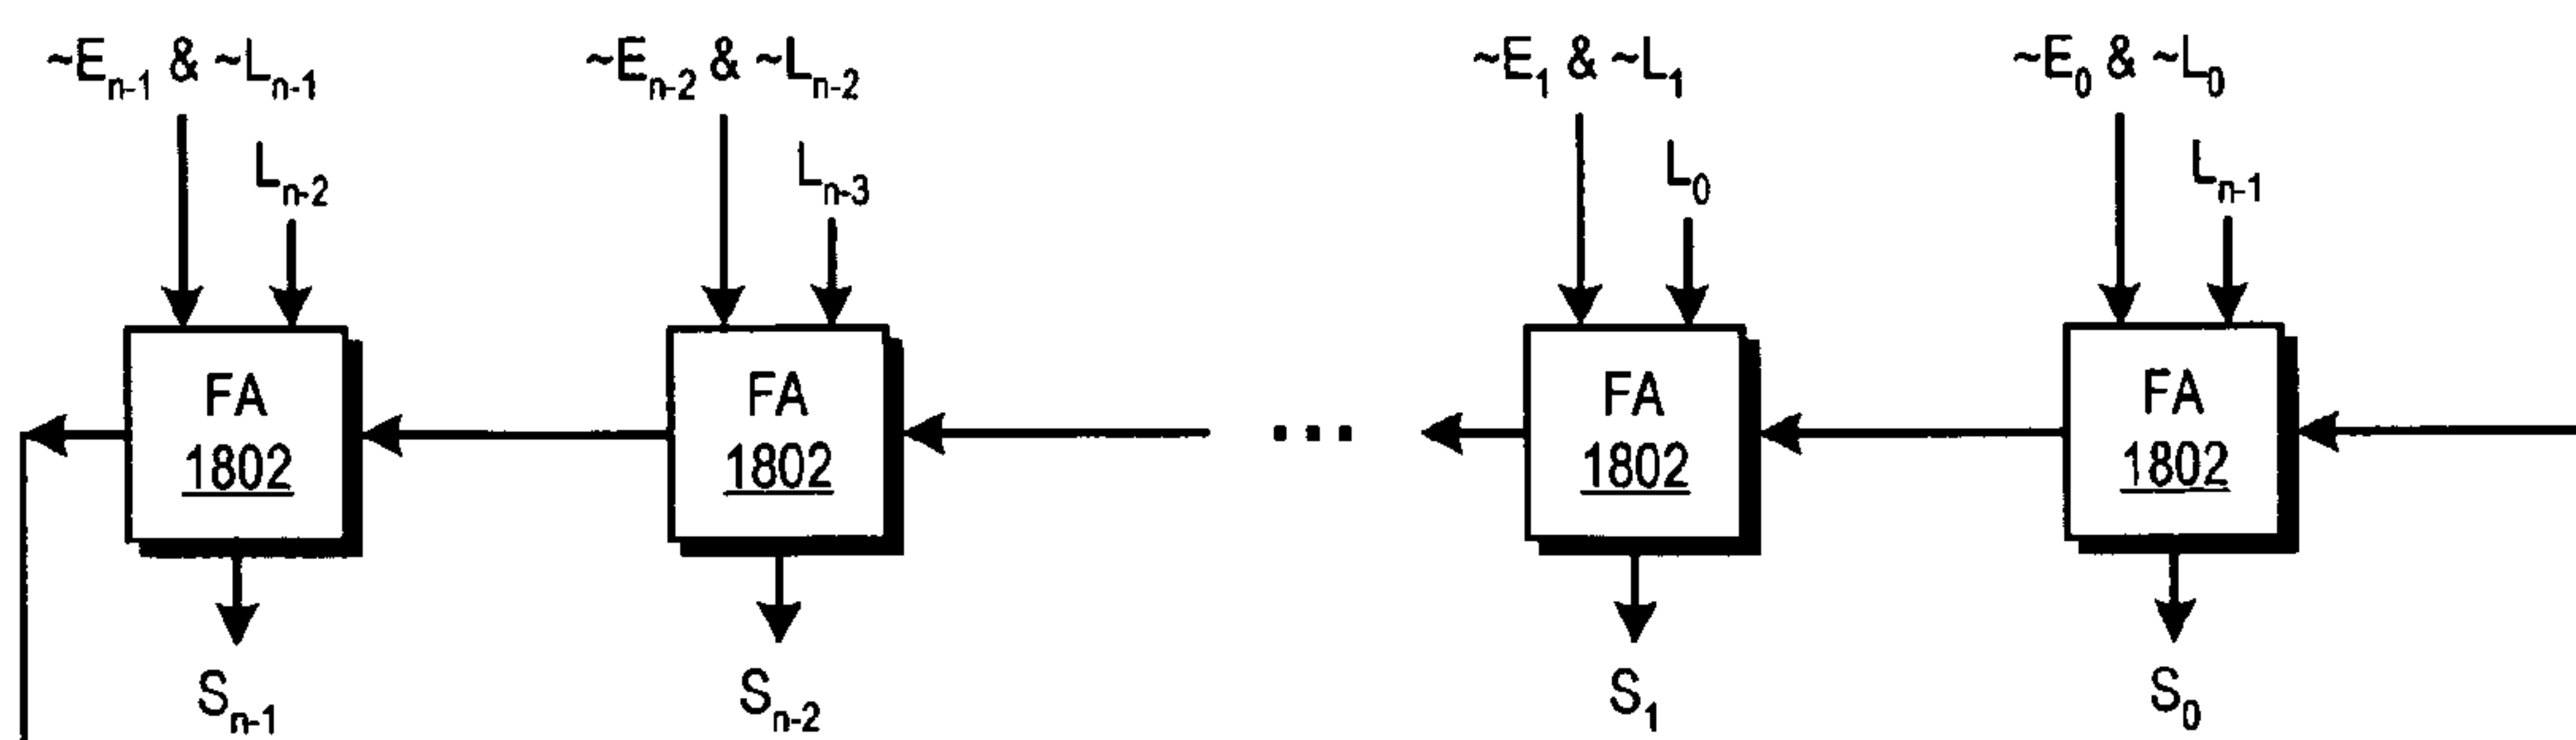 ~Eₙ₋₁ & ~Lₙ₋₁ ~Eₙ₋₂ & ~Lₙ₋₂ ~E₁ & ~L₁ ~E₀ & ~L₀
Lₙ₋₂ Lₙ₋₃ L₀ Lₙ₋₁
FA FA FA FA
1802 1802 ... 1802 1802
Sₙ₋₁ Sₙ₋₂ S₁ S₀